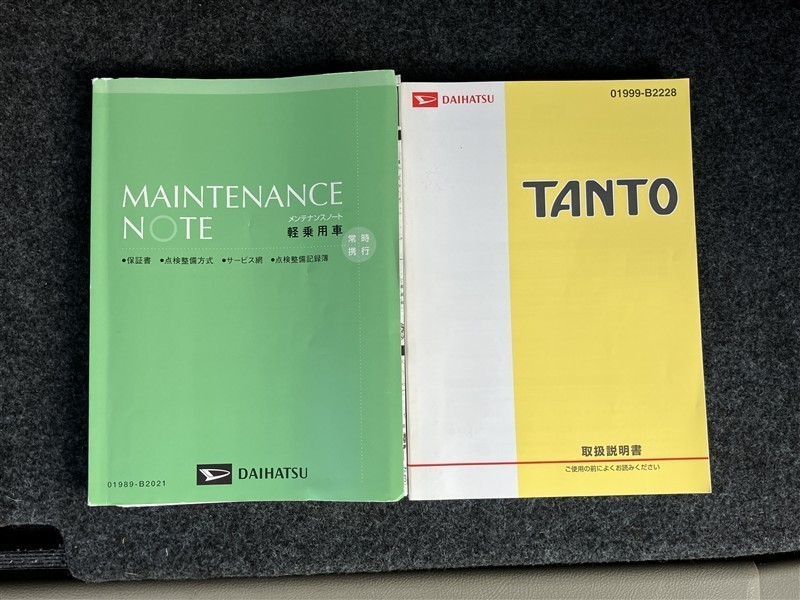 MAINTENANCE
NOTE
メンテナンスノート
軽乗用車
常時
携行
●保証書 ●点検整備方式 ●サービス網 ●点検整備記録簿
01989-B2021
DAIHATSU
DAIHATSU
01999-B2228
TANTO
取扱説明書
ご使用の前によくお読みください